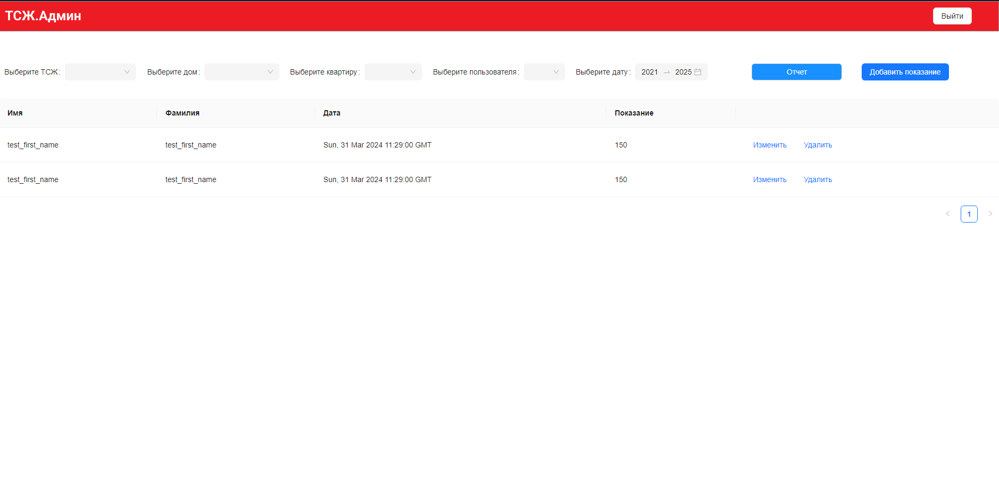 ТСЖ.Админ Выйти
Выберите ТСЖ: Выберите дом: Выберите квартиру: Выберите пользователя: Выберите дату: 2021 → 2025 Отчет Добавить показание
Имя Фамилия Дата Показание
test_first_name test_first_name Sun, 31 Mar 2024 11:29:00 GMT 150 Изменить Удалить
test_first_name test_first_name Sun, 31 Mar 2024 11:29:00 GMT 150 Изменить Удалить
< 1 >